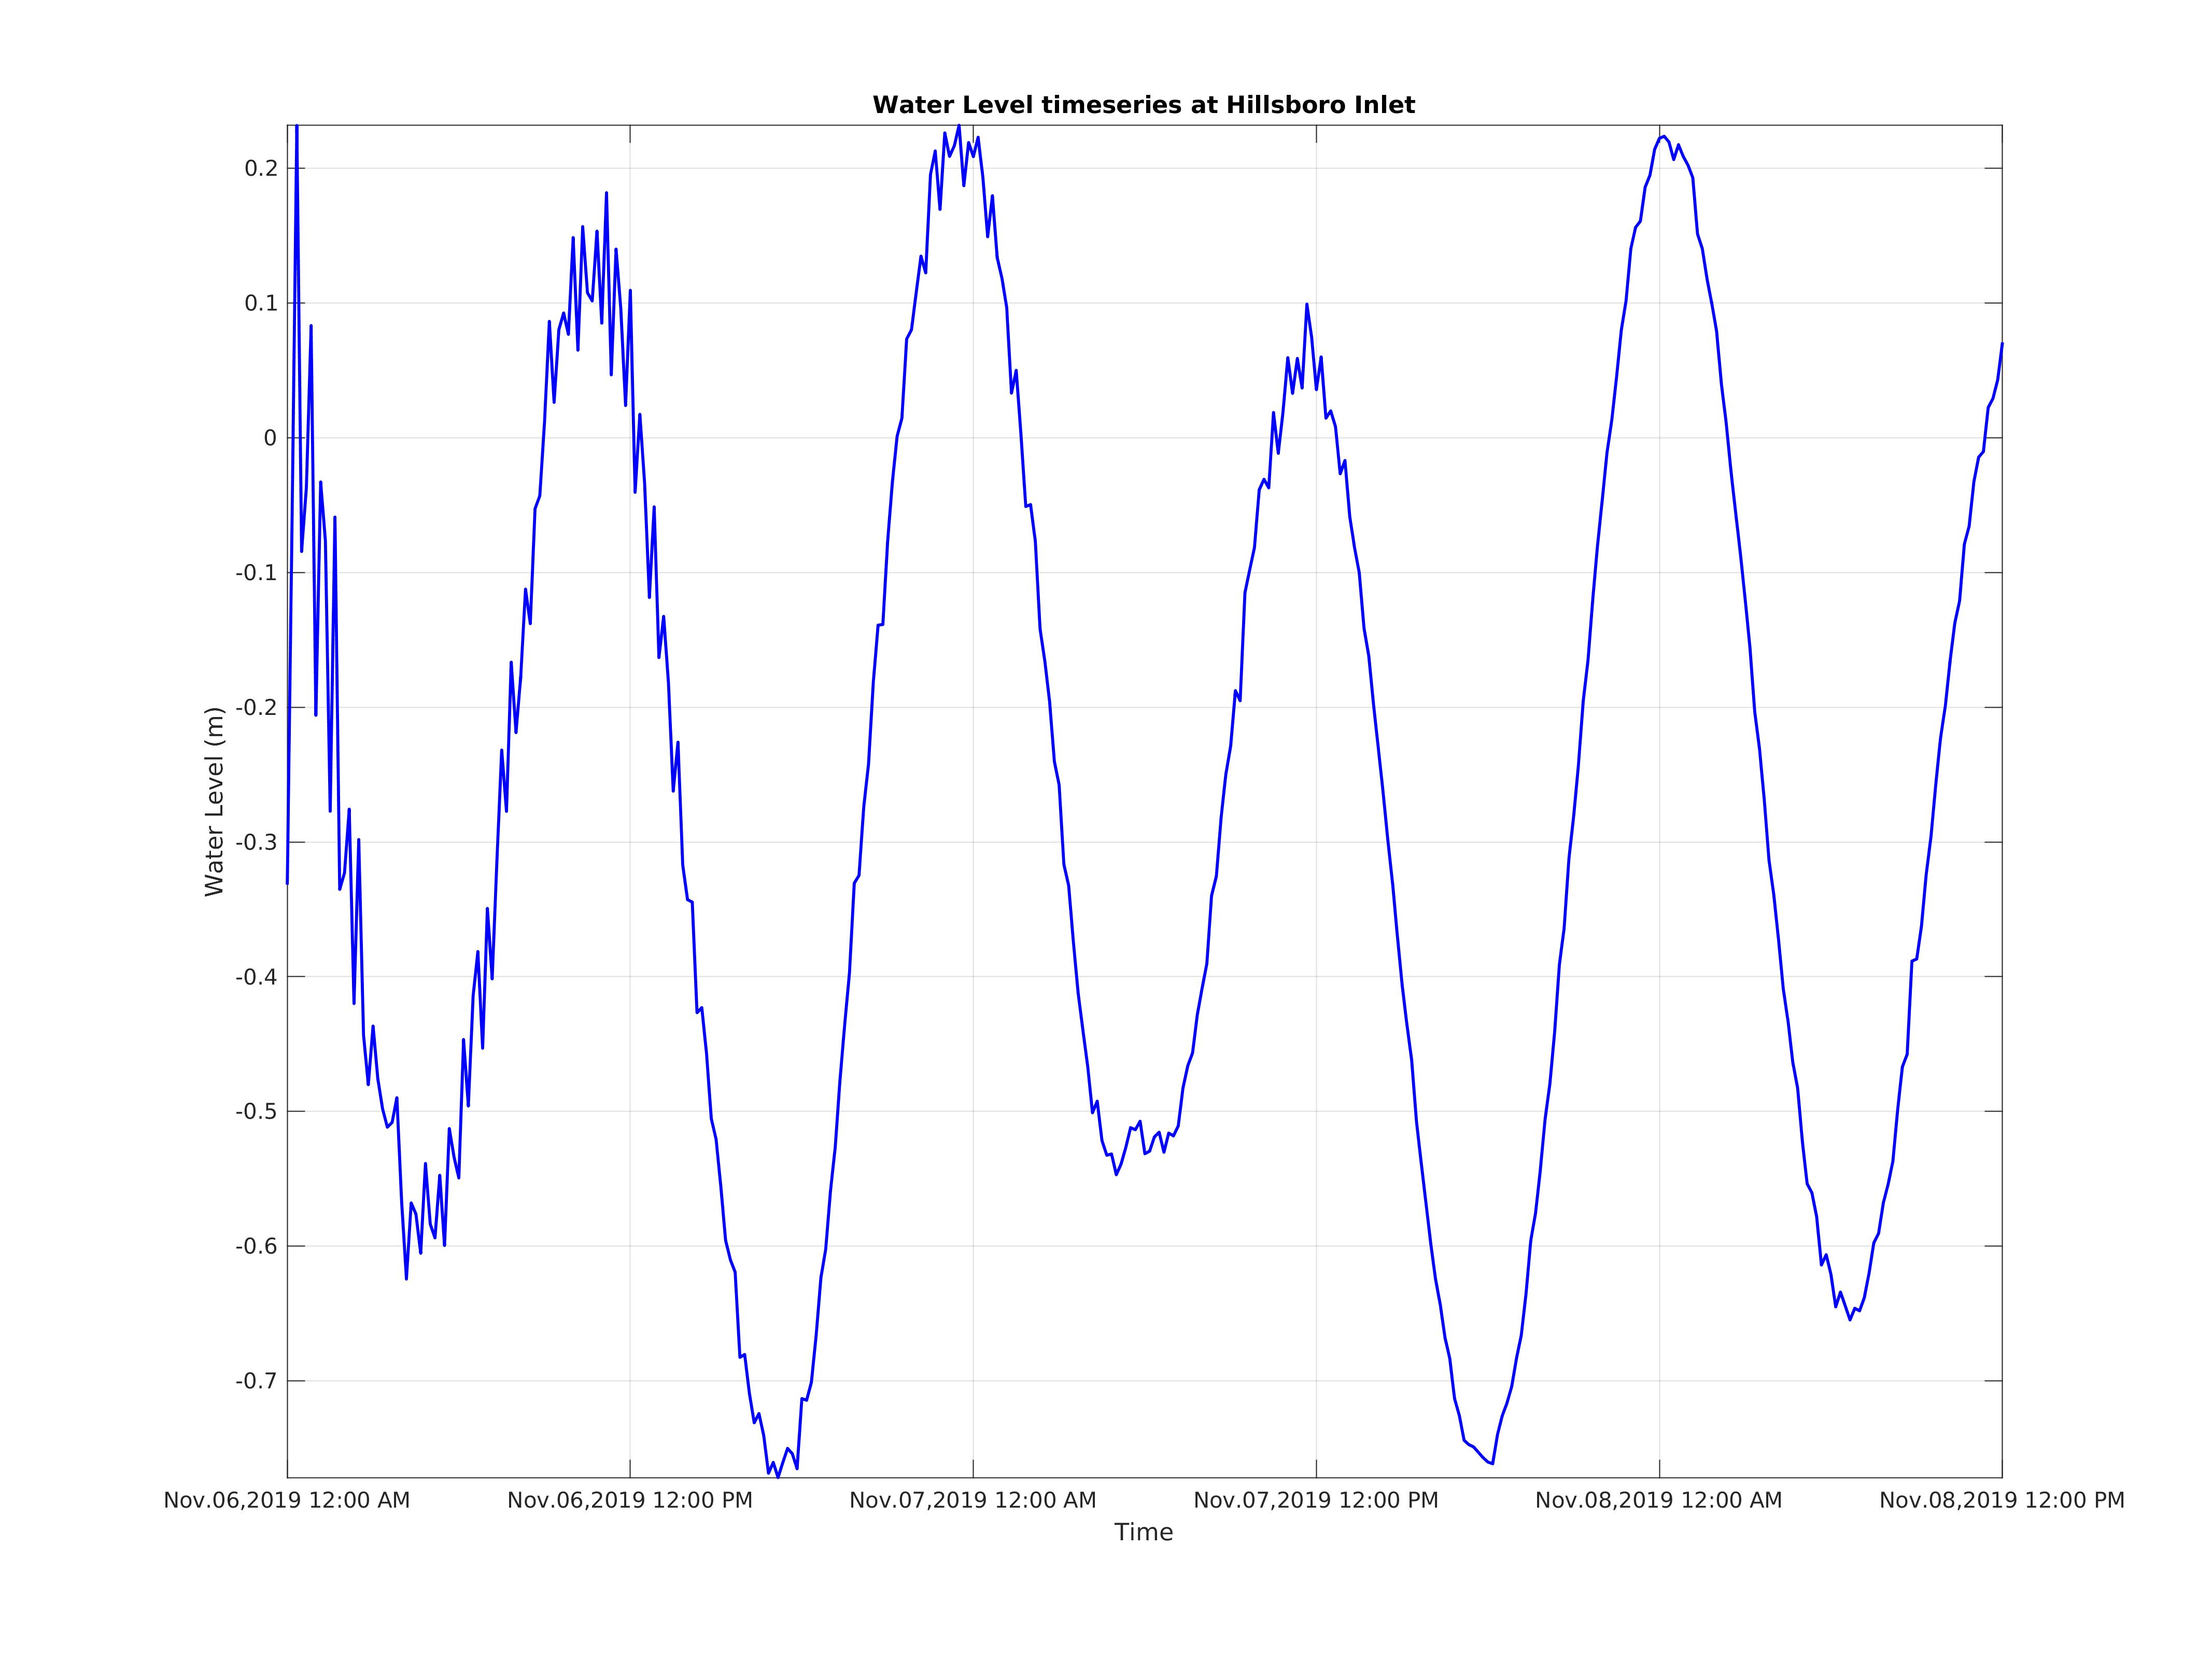 Water Level timeseries at Hillsboro Inlet
0.2
0.1
0
-0.1
-0.2
-0.3
-0.4
-0.5
-0.6
-0.7
Water Level (m)
Nov.06,2019 12:00 AM
Nov.06,2019 12:00 PM
Nov.07,2019 12:00 AM
Nov.07,2019 12:00 PM
Nov.08,2019 12:00 AM
Nov.08,2019 12:00 PM
Time